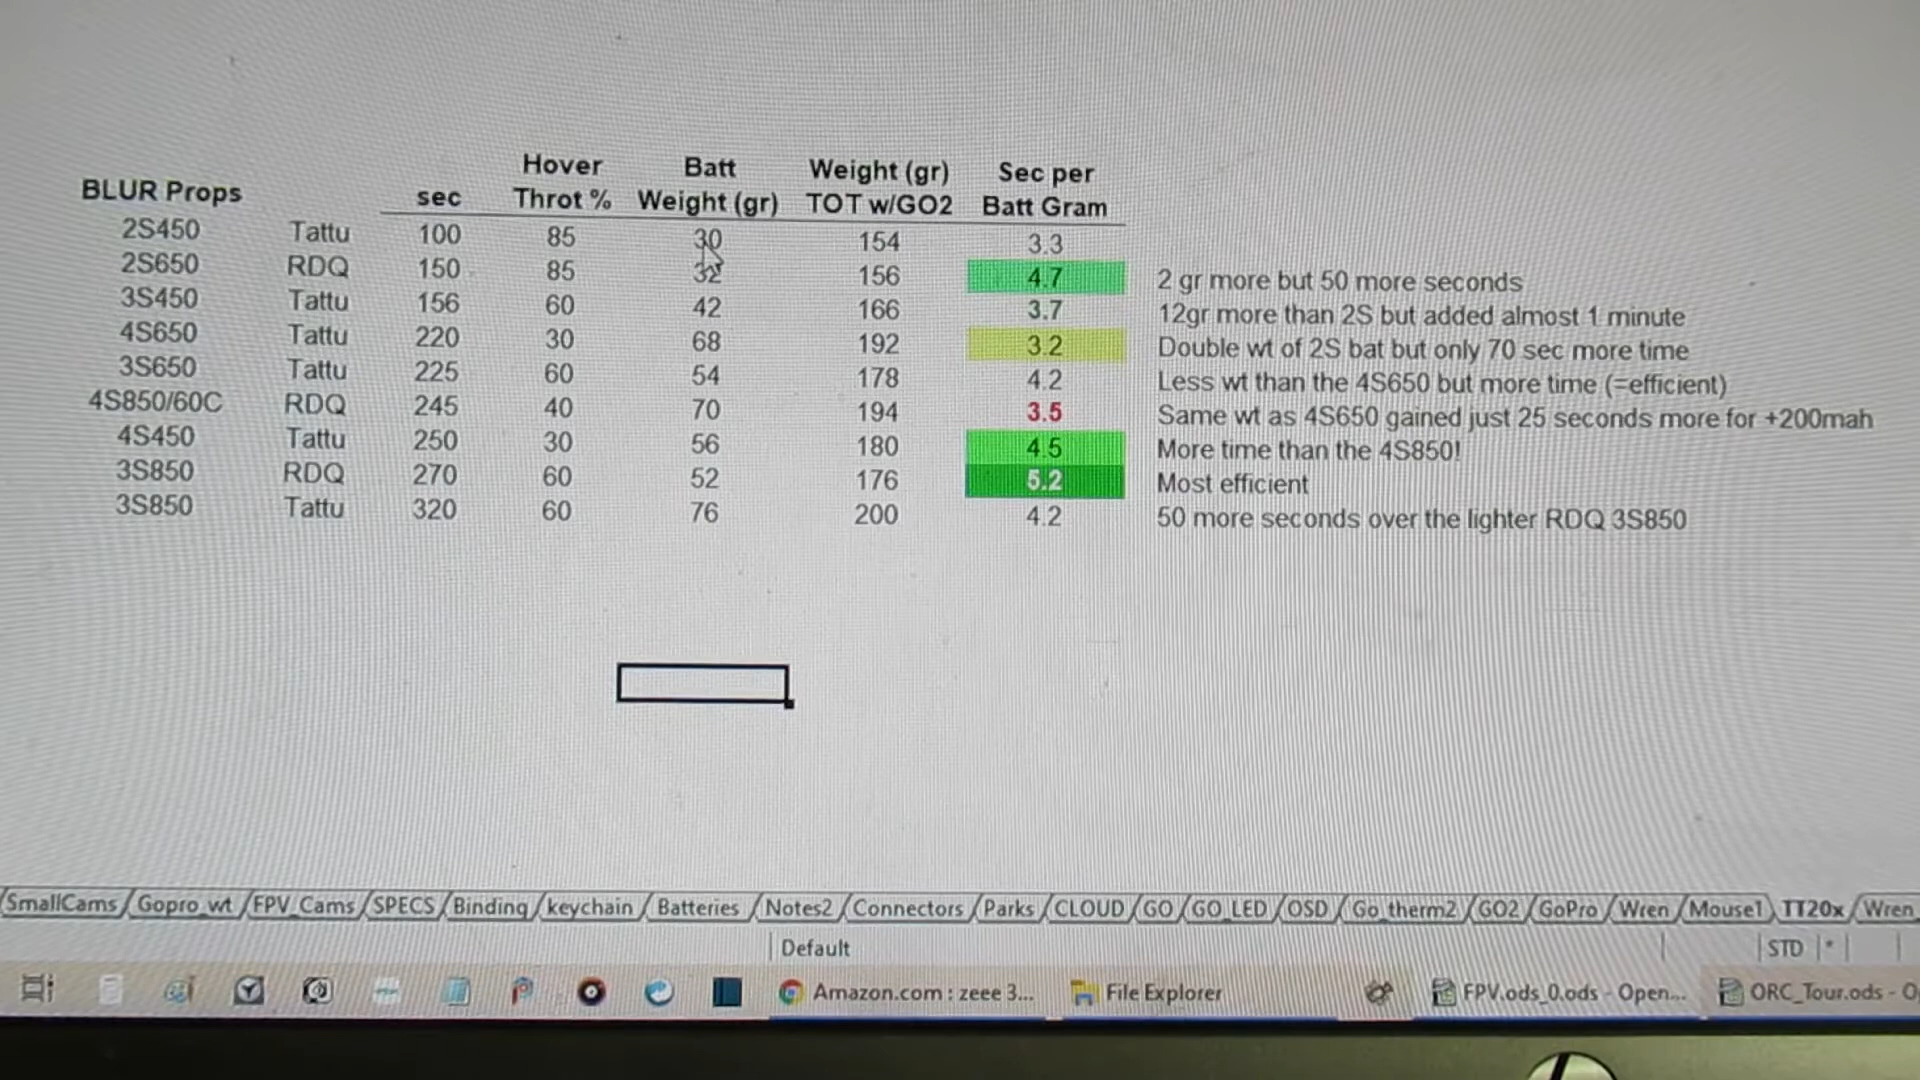 Hover Batt Weight (gr) Sec per
BLUR Props sec Throt % Weight (gr) TOT w/GO2 Batt Gram
2S450 Tattu 100 85 30 154 3.3
2S650 RDQ 150 85 32 156 4.7 2 gr more but 50 more seconds
3S450 Tattu 156 60 42 166 3.7 12gr more than 2S but added almost 1 minute
4S650 Tattu 220 30 68 192 3.2 Double wt of 2S bat but only 70 sec more time
3S650 Tattu 225 60 54 178 4.2 Less wt than the 4S650 but more time (=efficient)
4S850/60C RDQ 245 40 70 194 3.5 Same wt as 4S650 gained just 25 seconds more for +200mah
4S450 Tattu 250 30 56 180 4.5 More time than the 4S850!
3S850 RDQ 270 60 52 176 5.2 Most efficient
3S850 Tattu 320 60 76 200 4.2 50 more seconds over the lighter RDQ 3S850
SmallCams Gopro_wt FPV_Cams SPECS Binding keychain Batteries Notes2 Connectors Parks CLOUD GO GO_LED OSD Go_therm2 GO2 GoPro Wren Mouse1 TT20x Wren
Default STD *
Amazon.com : zeee 3... File Explorer FPV.ods_0.ods - Open... ORC_Tour.ods - O